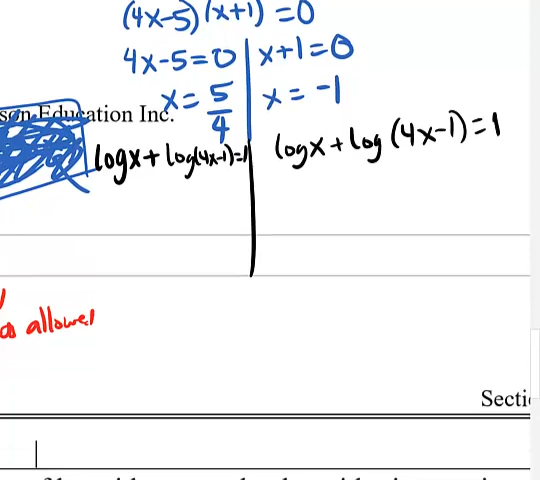 (4x-5)(x+1)=0
4x-5=0 x+1=0
x=5/4 x=-1
son Education Inc.
logx+log(4x-1)=1 logx+log(4x-1)=1
as allowed
Secti